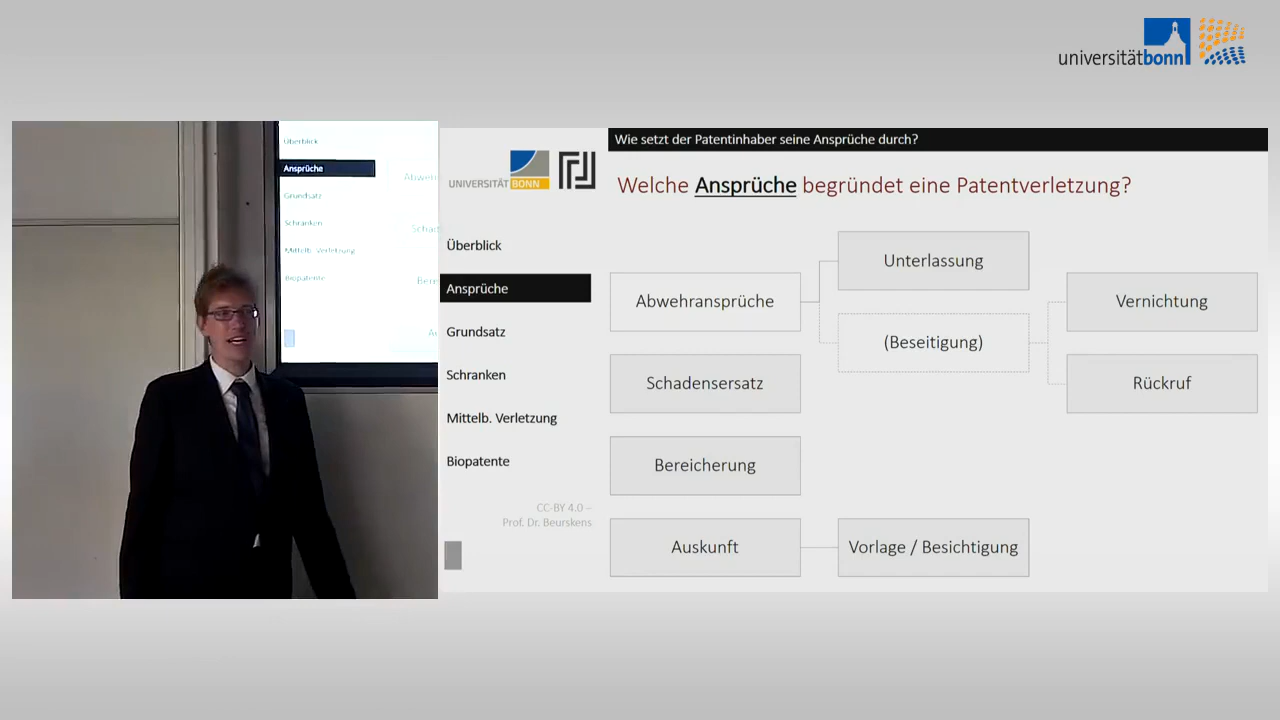 universitätbonn
Überblick
Ansprüche
Grundsatz
Schranken
Mittelb. Verletzung
Biopatente
UNIVERSITÄT BONN
Wie setzt der Patentinhaber seine Ansprüche durch?
Welche Ansprüche begründet eine Patentverletzung?
Überblick
Ansprüche
Grundsatz
Schranken
Mittelb. Verletzung
Biopatente
CC-BY 4.0 –
Prof. Dr. Beurskens
Abwehransprüche
Unterlassung
(Beseitigung)
Vernichtung
Rückruf
Schadensersatz
Bereicherung
Auskunft
Vorlage / Besichtigung